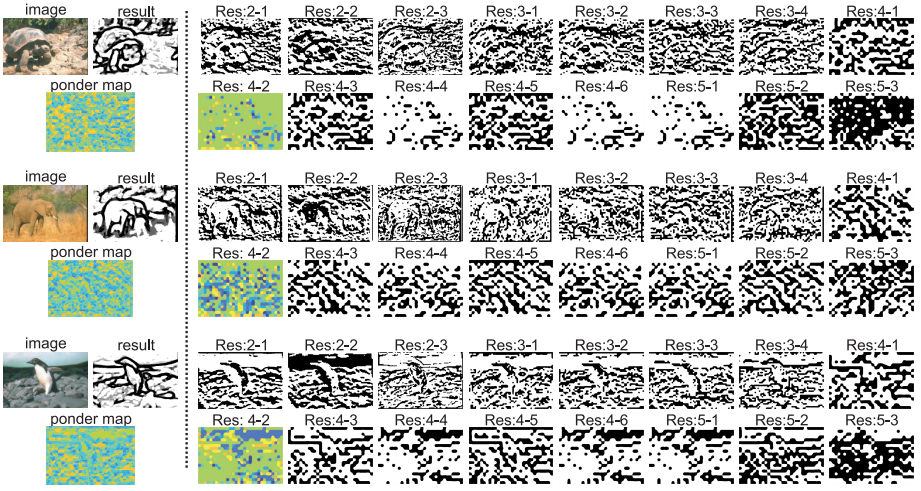 image result Res:2-1 Res:2-2 Res:2-3 Res:3-1 Res:3-2 Res:3-3 Res:3-4 Res:4-1
ponder map Res: 4-2 Res:4-3 Res:4-4 Res:4-5 Res:4-6 Res:5-1 Res:5-2 Res:5-3
image result Res:2-1 Res:2-2 Res:2-3 Res:3-1 Res:3-2 Res:3-3 Res:3-4 Res:4-1
ponder map Res: 4-2 Res:4-3 Res:4-4 Res:4-5 Res:4-6 Res:5-1 Res:5-2 Res:5-3
image result Res:2-1 Res:2-2 Res:2-3 Res:3-1 Res:3-2 Res:3-3 Res:3-4 Res:4-1
ponder map Res: 4-2 Res:4-3 Res:4-4 Res:4-5 Res:4-6 Res:5-1 Res:5-2 Res:5-3